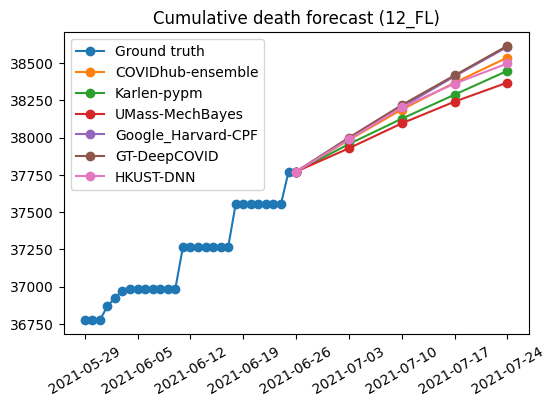 Cumulative death forecast (12_FL)
Ground truth
COVIDhub-ensemble
Karlen-pypm
UMass-MechBayes
Google_Harvard-CPF
GT-DeepCOVID
HKUST-DNN
38500
38250
38000
37750
37500
37250
37000
36750
2021-05-29
2021-06-05
2021-06-12
2021-06-19
2021-06-26
2021-07-03
2021-07-10
2021-07-17
2021-07-24